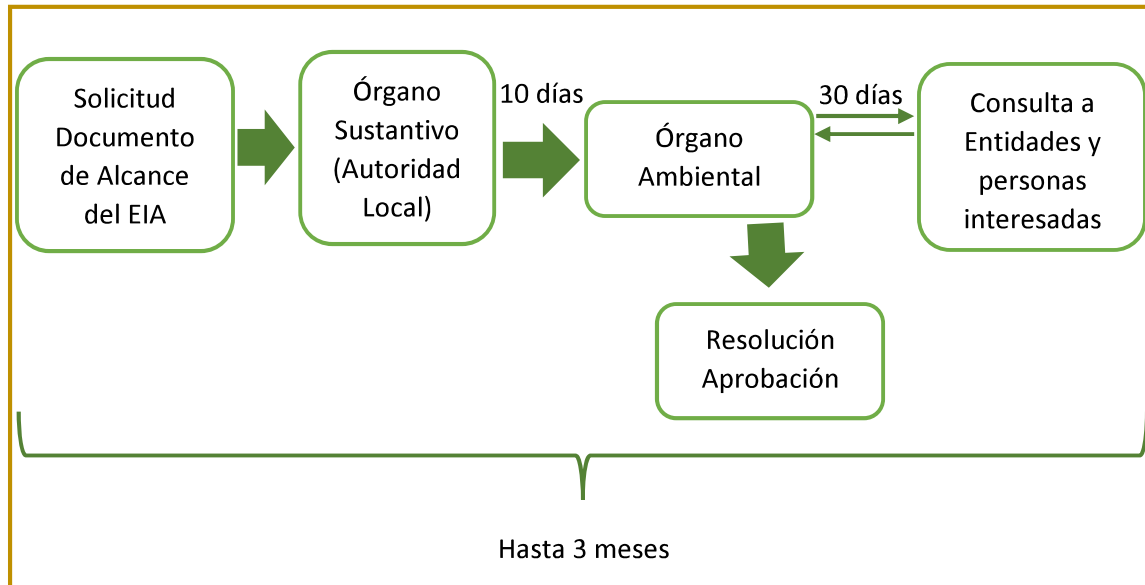 Solicitud
Documento
de Alcance
del EIA
Órgano
Sustantivo
(Autoridad
Local)
10 días
Órgano
Ambiental
30 días
Consulta a
Entidades y
personas
interesadas
Resolución
Aprobación
Hasta 3 meses